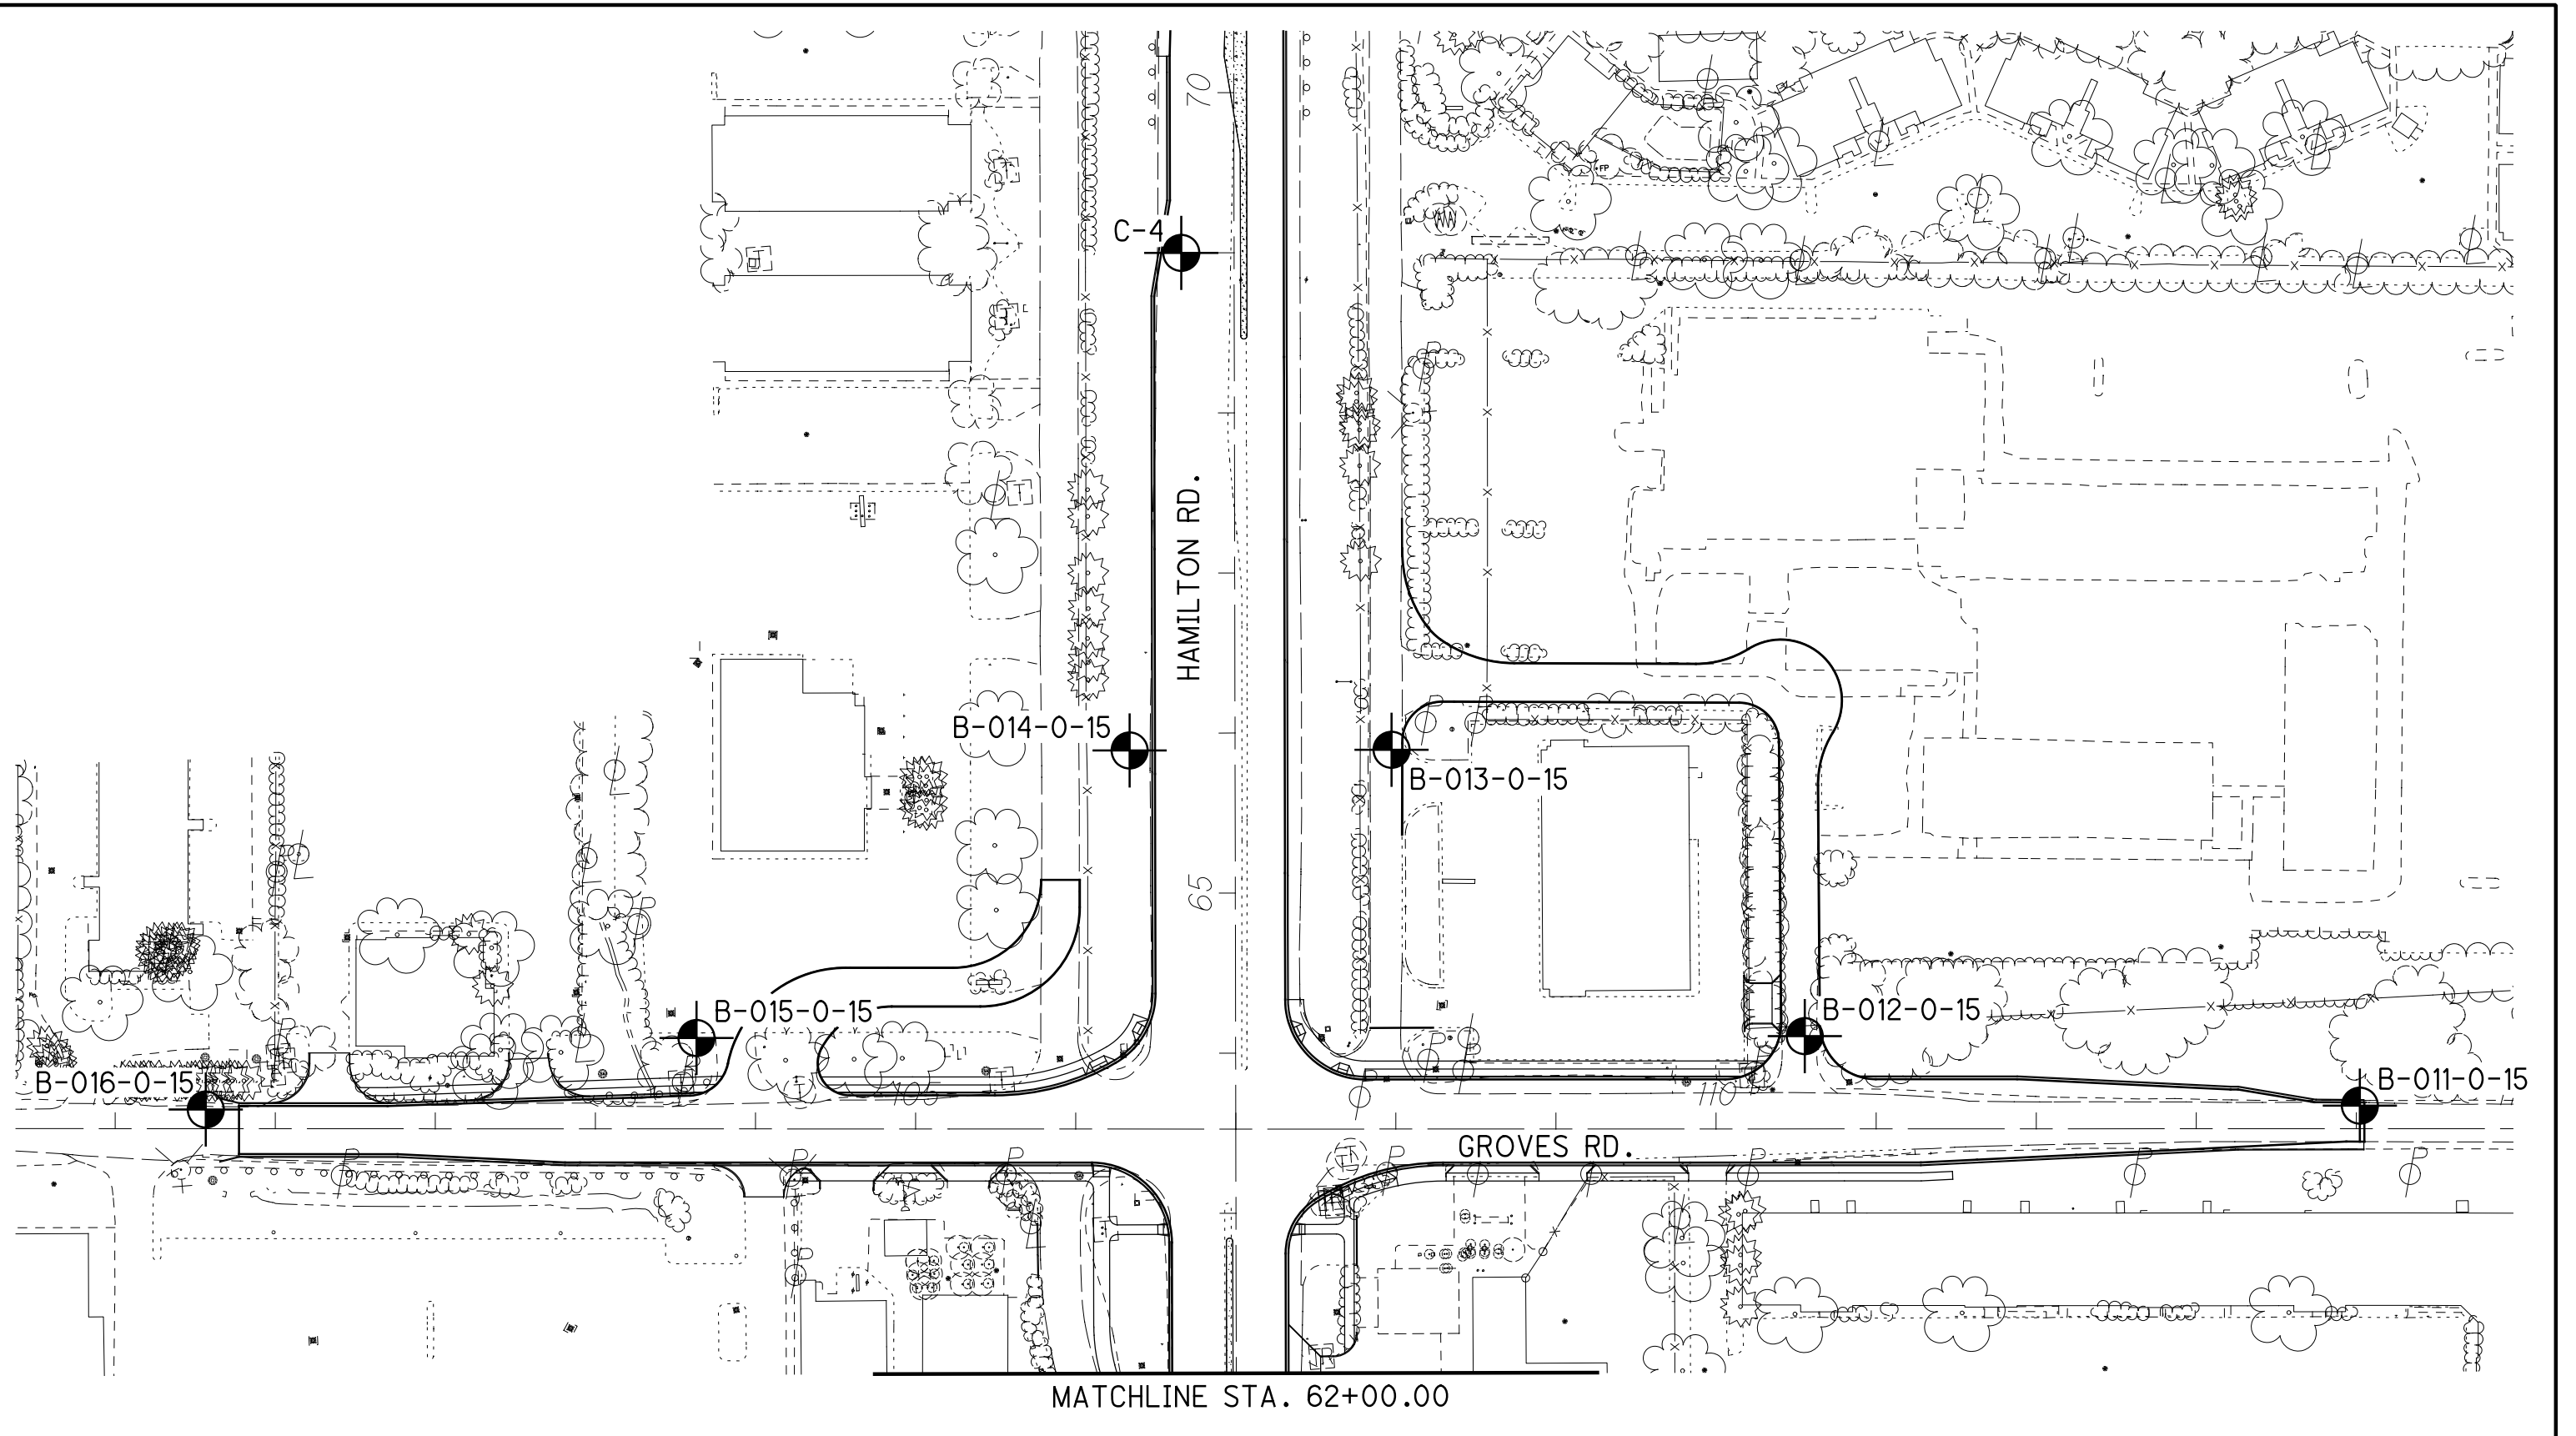 70
C-4
HAMILTON RD.
B-014-0-15
B-013-0-15
65
B-015-0-15
B-012-0-15
B-016-0-15
B-011-0-15
105
110
GROVES RD.
MATCHLINE STA. 62+00.00